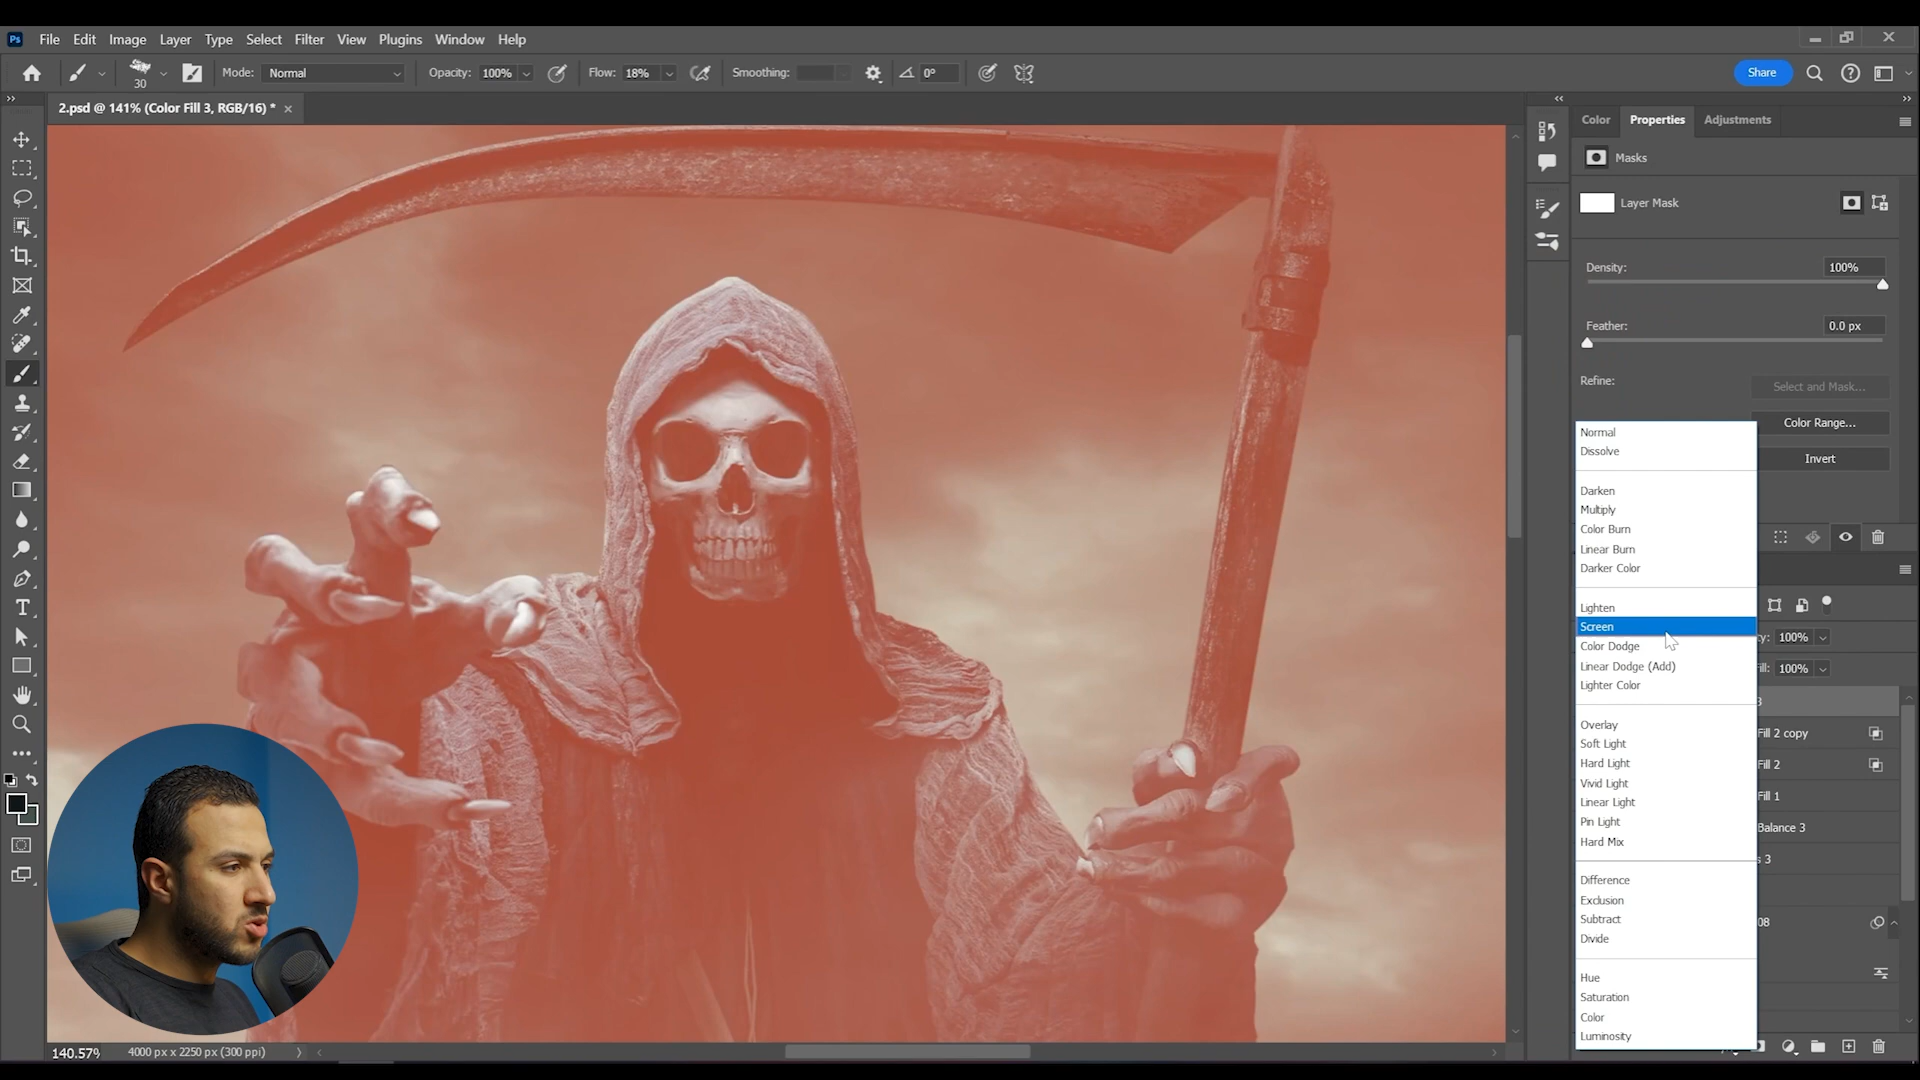 Ps File Edit Image Layer Type Select Filter View Plugins Window Help
30 Mode: Normal Opacity: 100% Flow: 18% Smoothing: 0° Share
2.psd @ 141% (Color Fill 3, RGB/16) *
Color Properties Adjustments
Masks
Layer Mask
Density: 100%
Feather: 0.0 px
Refine: Select and Mask...
Color Range...
Invert
Normal
Dissolve
Darken
Multiply
Color Burn
Linear Burn
Darker Color
Lighten
Screen
Color Dodge
Linear Dodge (Add)
Lighter Color
Overlay
Soft Light
Hard Light
Vivid Light
Linear Light
Pin Light
Hard Mix
Difference
Exclusion
Subtract
Divide
Hue
Saturation
Color
Luminosity
ty: 100%
ill: 100%
3
Fill 2 copy
Fill 2
Fill 1
Balance 3
s 3
08
140.57% 4000 px x 2250 px (300 ppi)